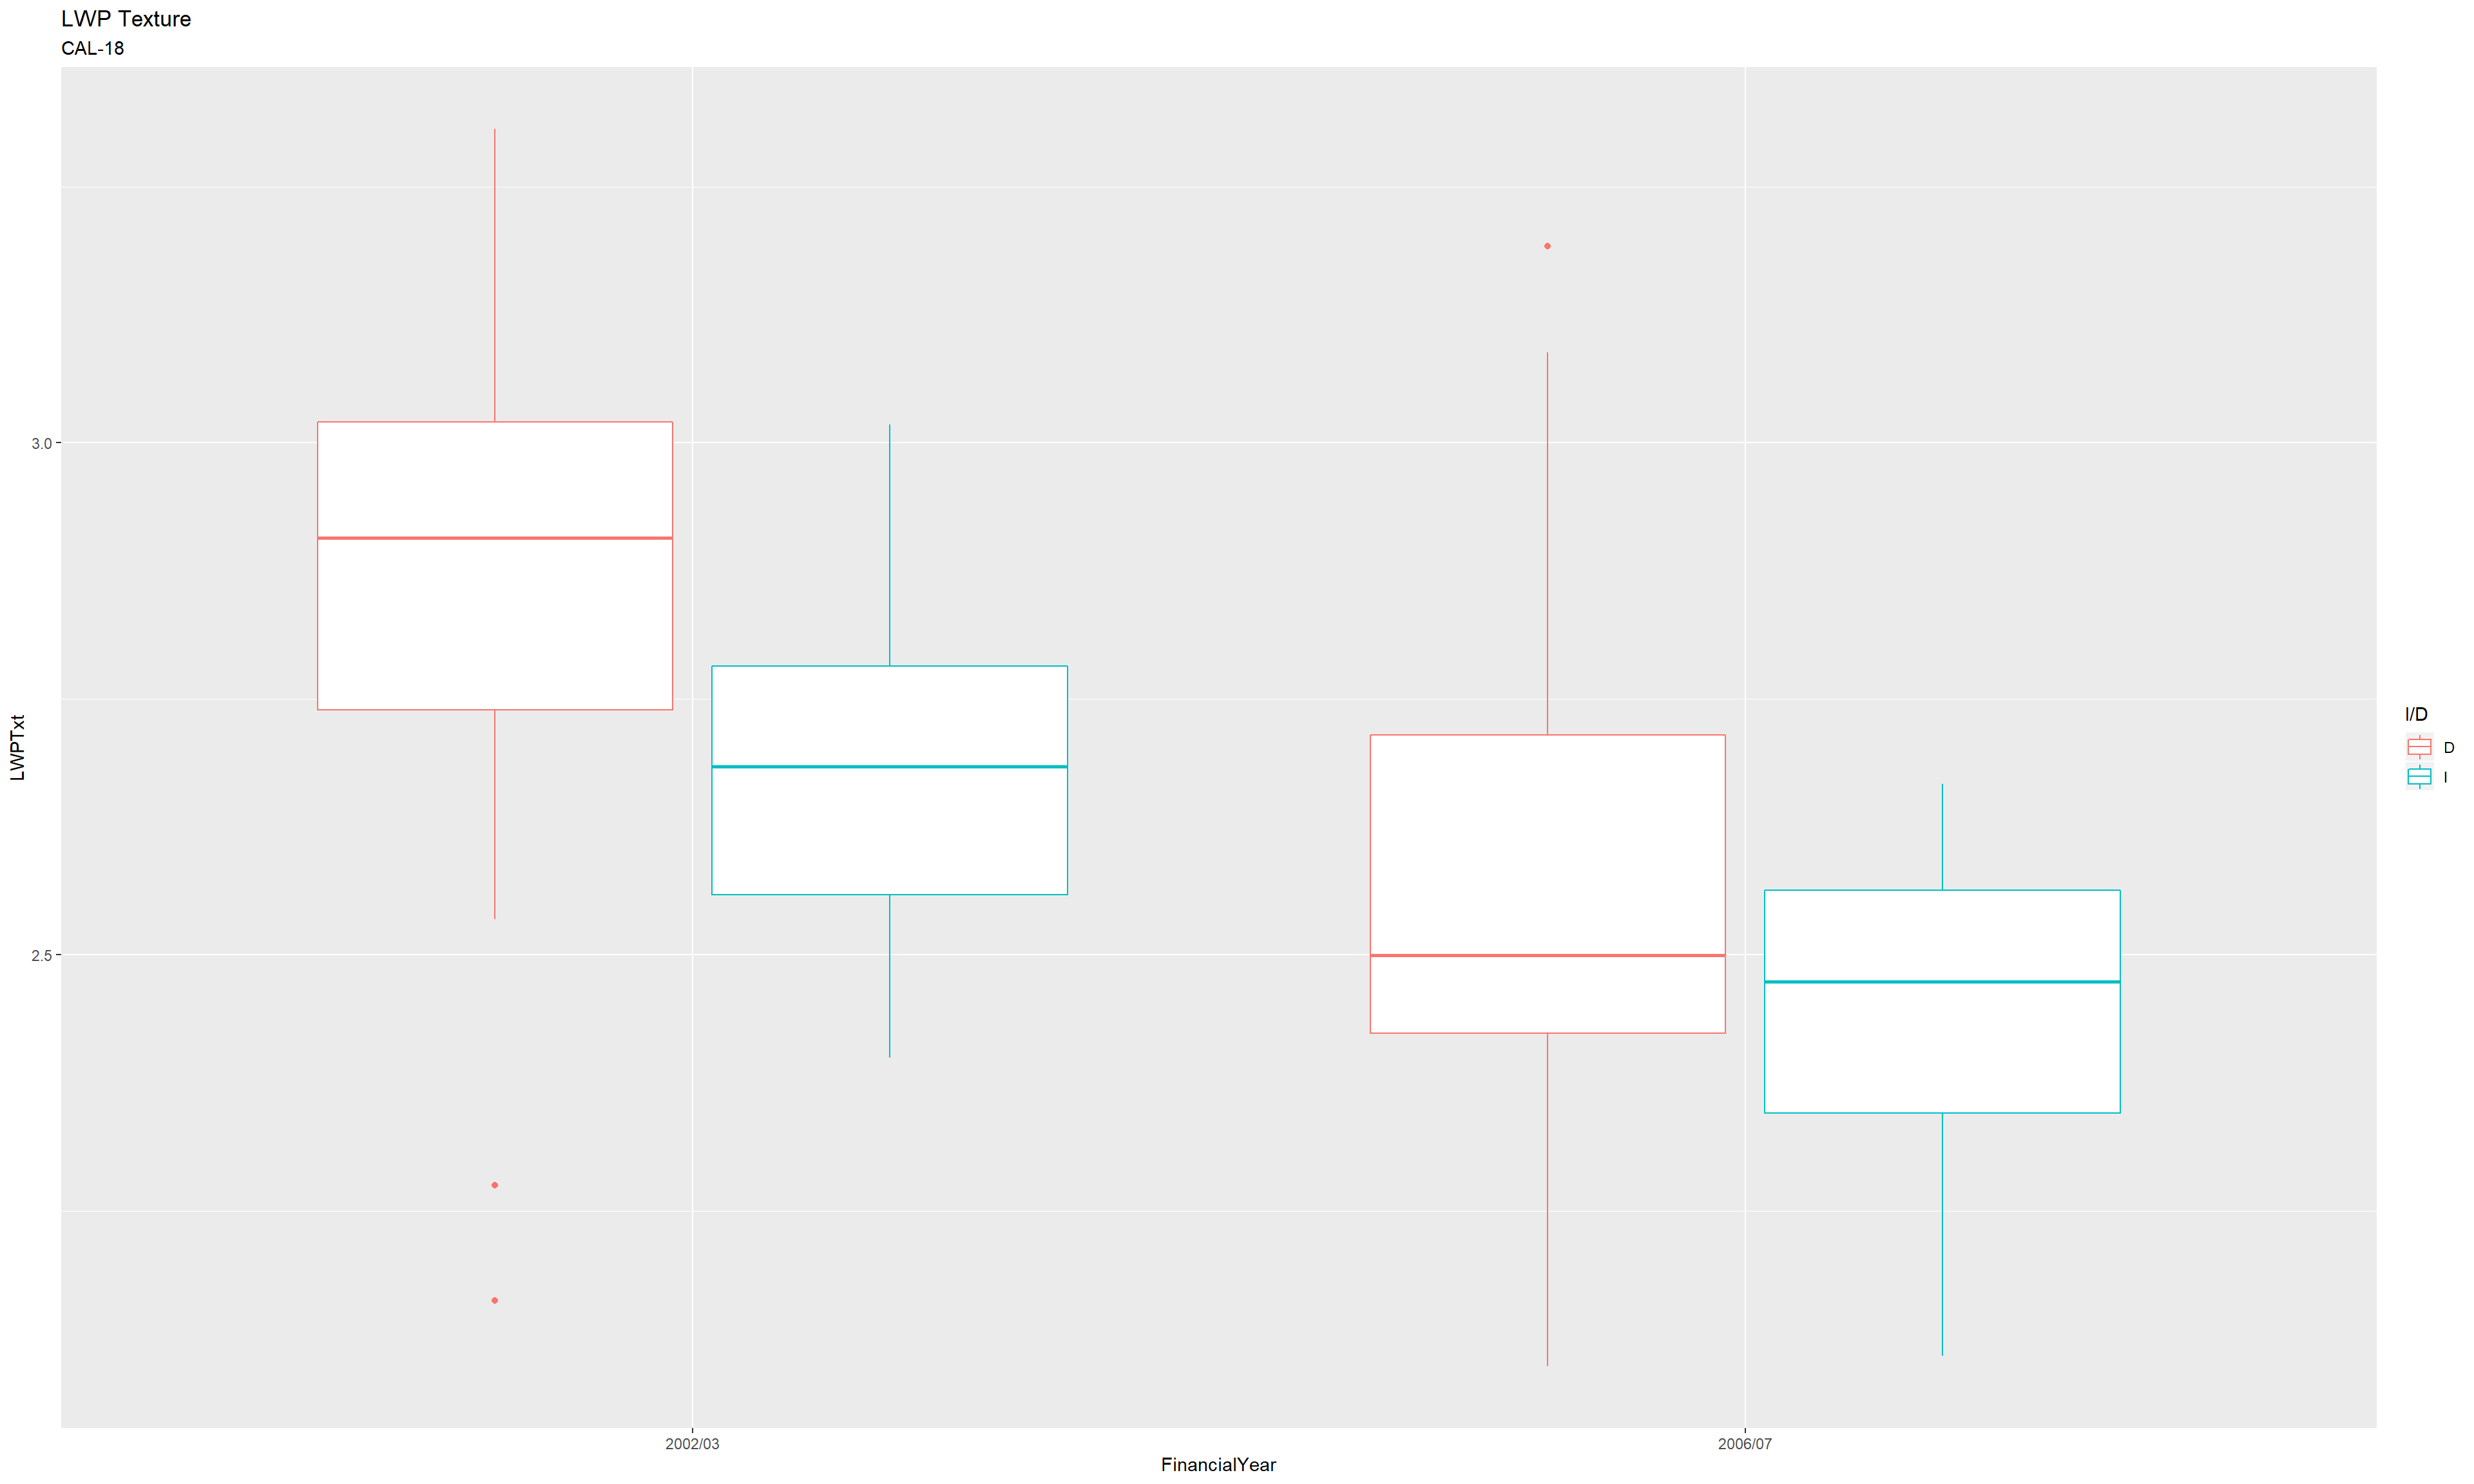 LWP Texture
CAL-18
3.0
2.5
LWPTxt
2002/03
2006/07
FinancialYear
I/D
D
I